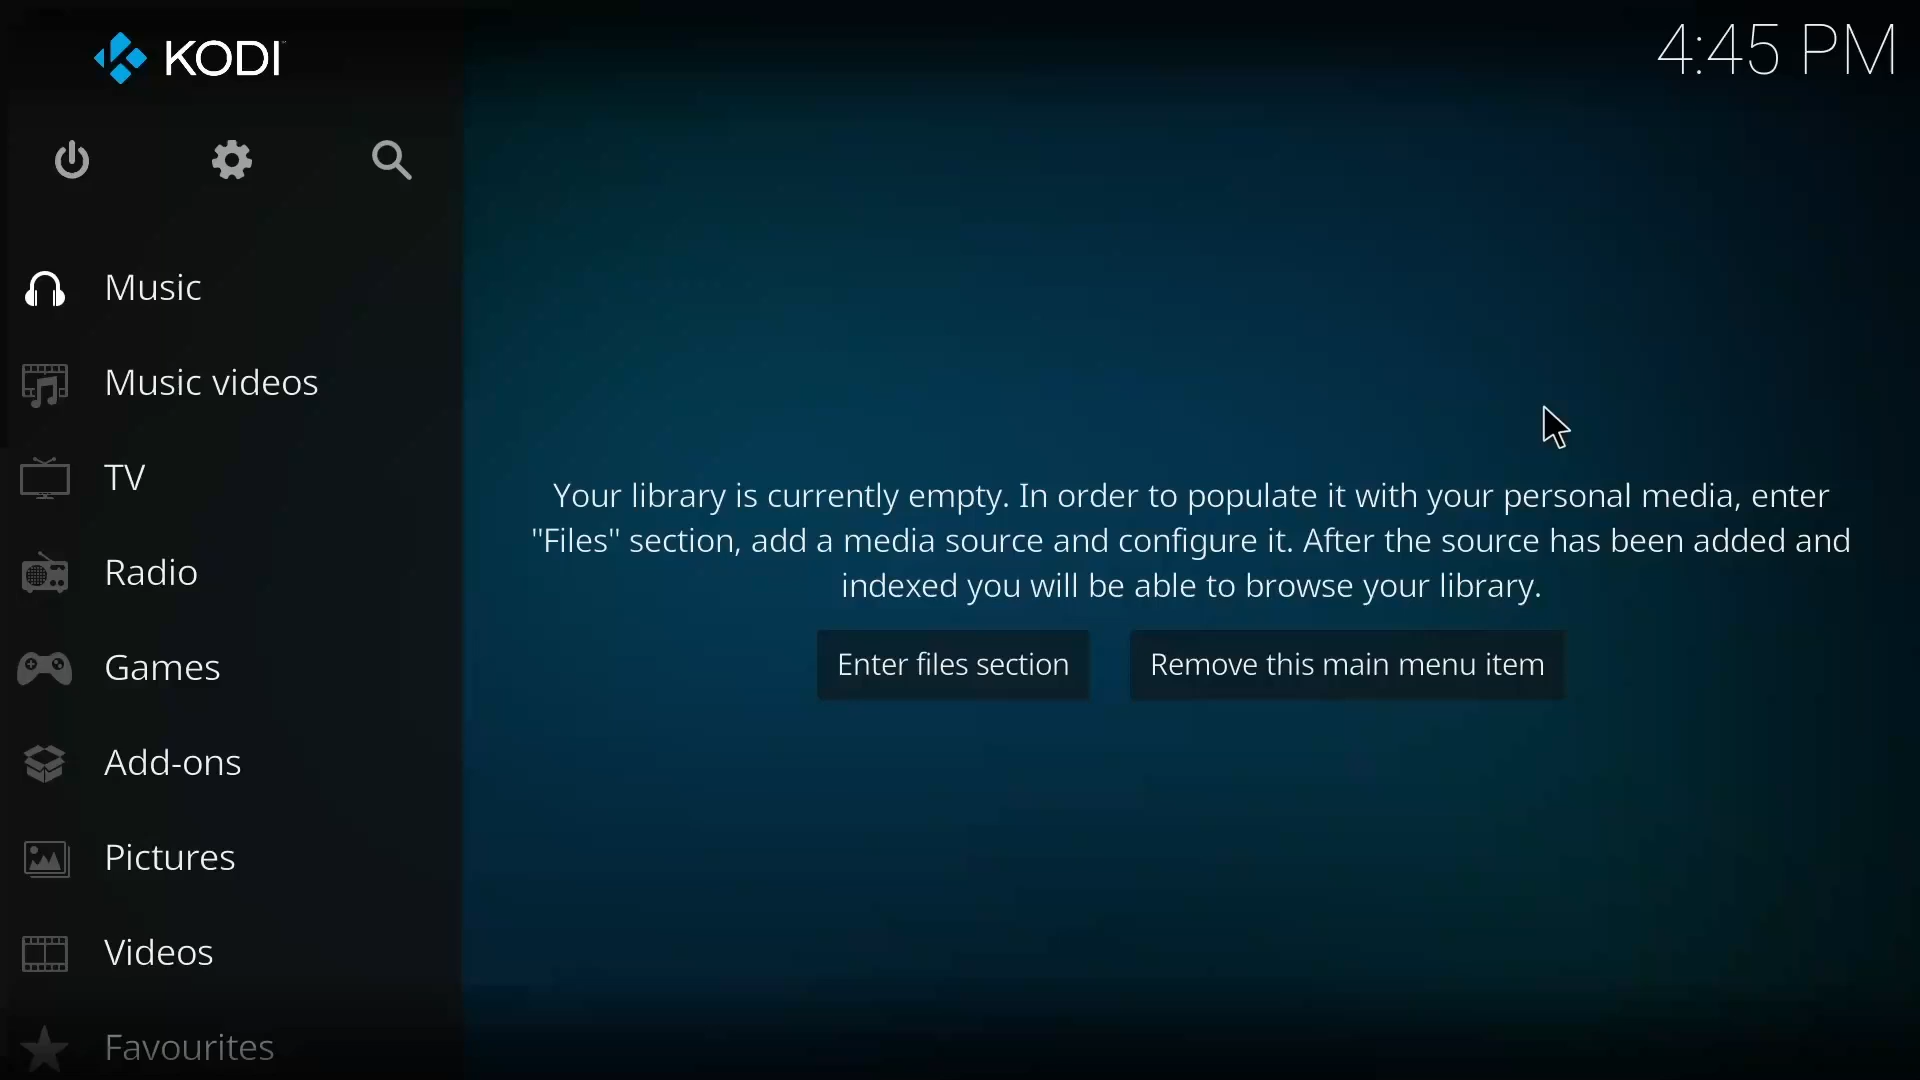 KODI
4:45 PM
Music
Music videos
TV
Radio
Games
Add-ons
Pictures
Videos
Favourites
Your library is currently empty. In order to populate it with your personal media, enter
"Files" section, add a media source and configure it. After the source has been added and
indexed you will be able to browse your library.
Enter files section
Remove this main menu item